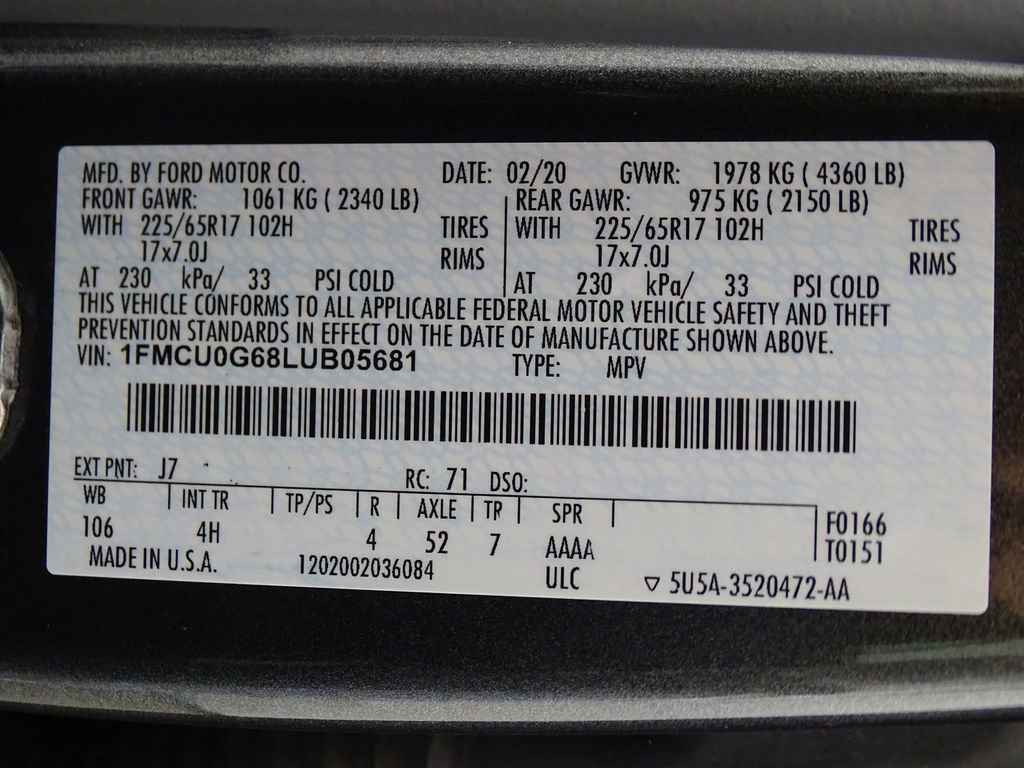 MFD. BY FORD MOTOR CO. DATE: 02/20 GVWR: 1978 KG ( 4360 LB)
FRONT GAWR: 1061 KG ( 2340 LB) REAR GAWR: 975 KG ( 2150 LB)
WITH 225/65R17 102H TIRES WITH 225/65R17 102H TIRES
17x7.0J RIMS 17x7.0J RIMS
AT 230 kPa/ 33 PSI COLD AT 230 kPa/ 33 PSI COLD
THIS VEHICLE CONFORMS TO ALL APPLICABLE FEDERAL MOTOR VEHICLE SAFETY AND THEFT
PREVENTION STANDARDS IN EFFECT ON THE DATE OF MANUFACTURE SHOWN ABOVE.
VIN: 1FMCU0G68LUB05681 TYPE: MPV
EXT PNT: J7 RC: 71 DSO:
WB INT TR TP/PS R AXLE TR SPR F0166
106 4H 4 52 7 AAAA T0151
MADE IN U.S.A. 1202002036084 ULC ▽ 5U5A-3520472-AA